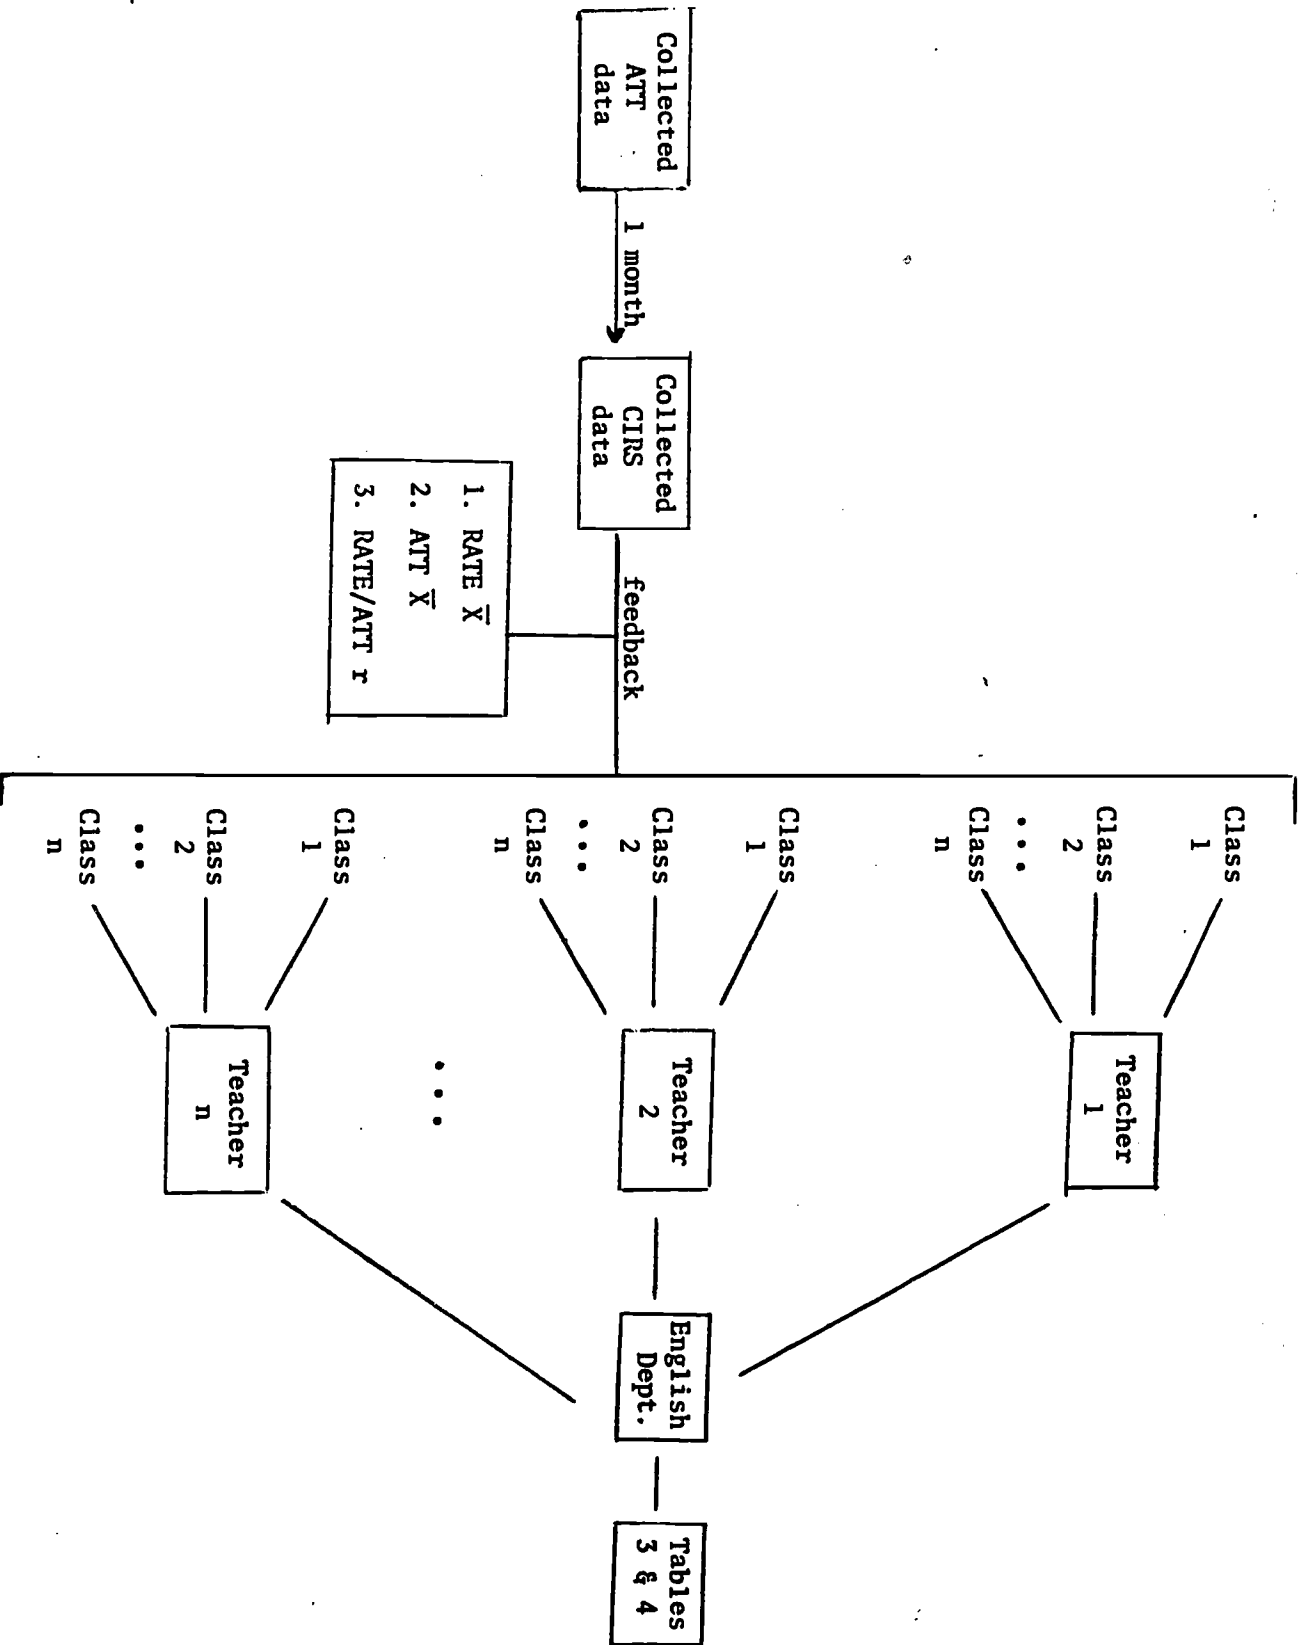 Collected
ATT
data
1 month
Collected
CIRS
data
feedback
1. RATE X̅
2. ATT X̅
3. RATE/ATT r
Class
1
Class
2
...
Class
n
Teacher
1
Class
1
Class
2
...
Class
n
Teacher
2
...
Class
1
Class
2
...
Class
n
Teacher
n
English
Dept.
Tables
3 & 4